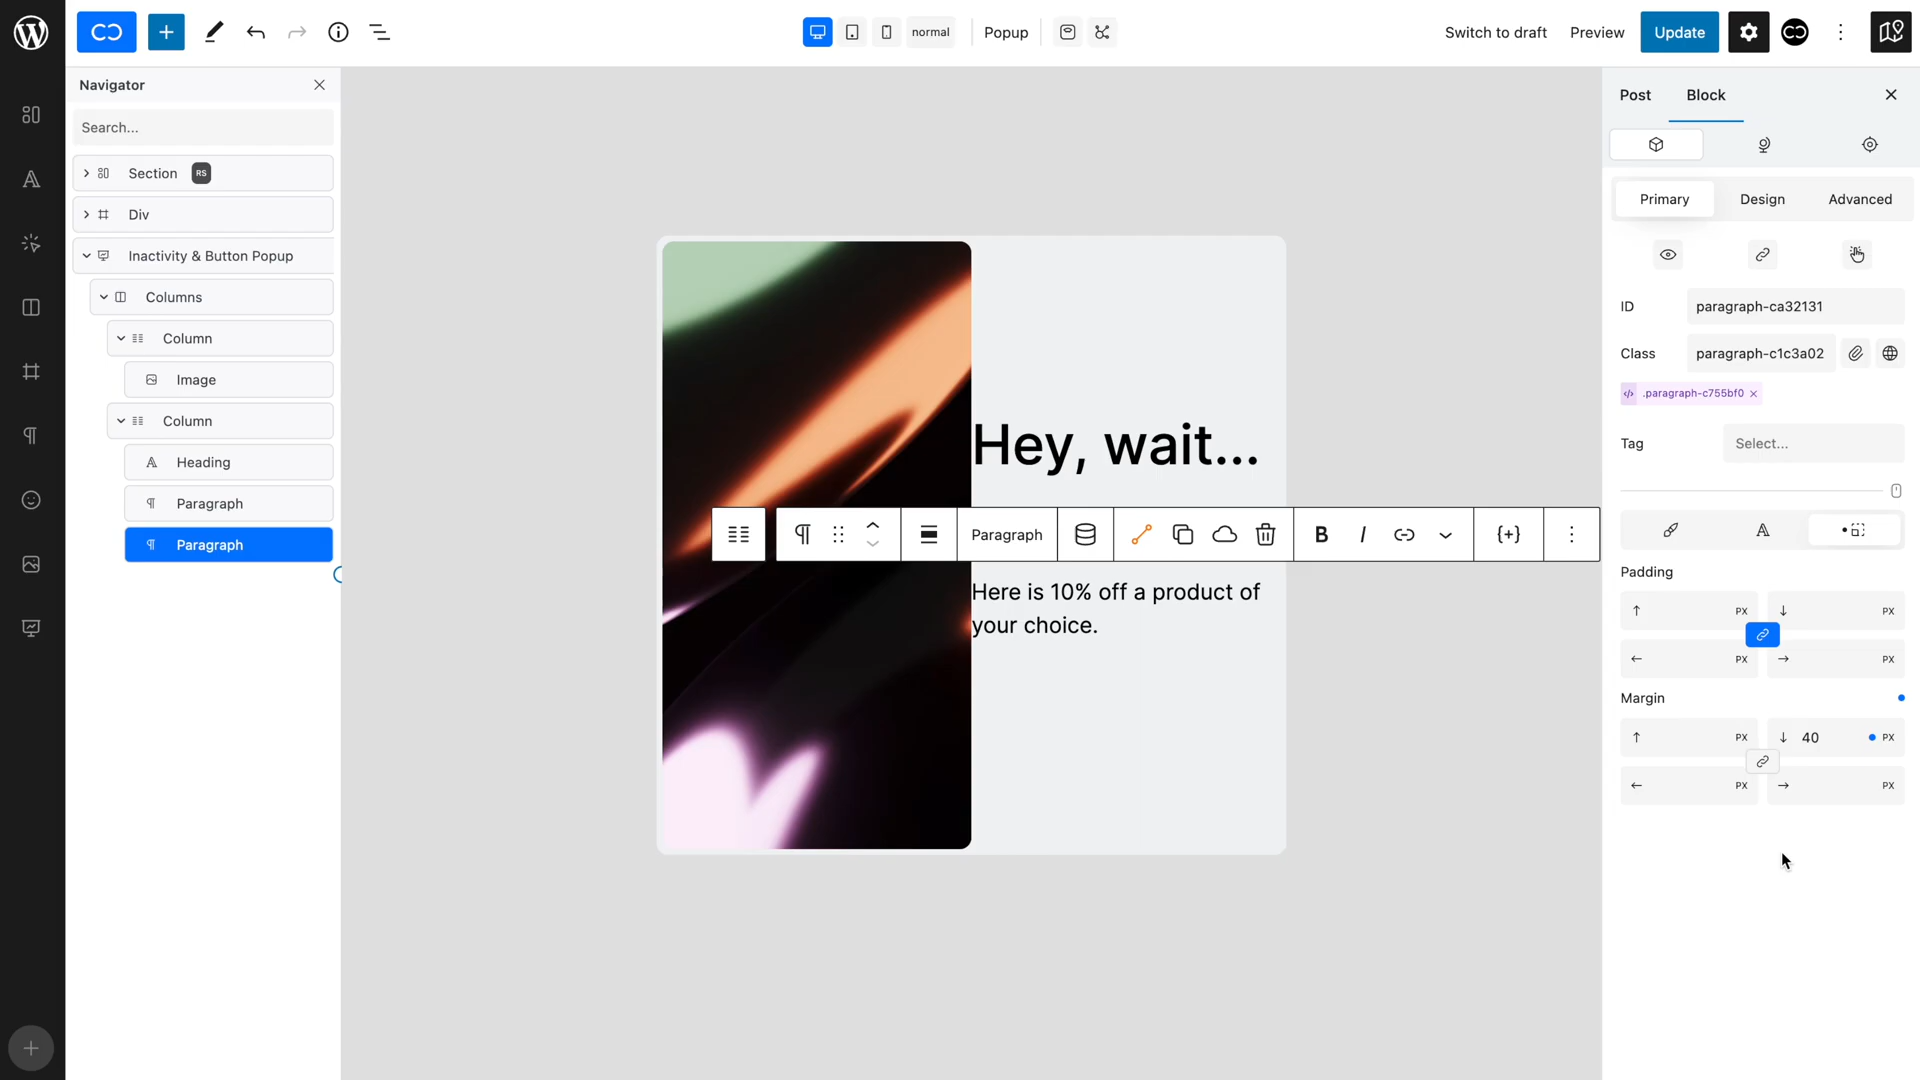 normal
Popup
Switch to draft
Preview
Update
Navigator
Search...
Section RS
Div
Inactivity & Button Popup
Columns
Column
Image
Column
Heading
Paragraph
Paragraph
Hey, wait...
Paragraph
B I
{+}
Here is 10% off a product of
your choice.
Post Block
Primary Design Advanced
ID paragraph-ca32131
Class paragraph-c1c3a02
</> .paragraph-c755bf0
Tag Select...
Padding
PX PX
PX PX
Margin
PX 40 PX
PX PX